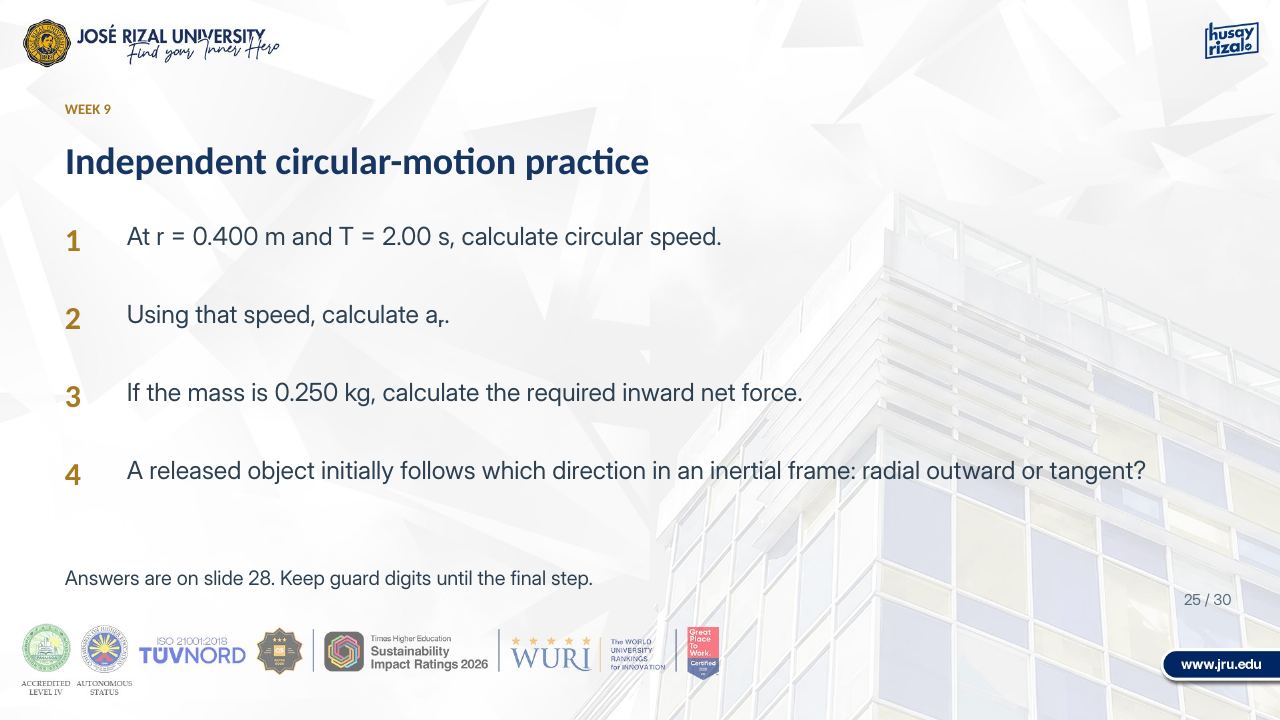 JOSÉ RIZAL UNIVERSITY
Find your Inner Hero
husay
rizal
WEEK 9
Independent circular-motion practice
1 At r = 0.400 m and T = 2.00 s, calculate circular speed.
2 Using that speed, calculate aᵣ.
3 If the mass is 0.250 kg, calculate the required inward net force.
4 A released object initially follows which direction in an inertial frame: radial outward or tangent?
Answers are on slide 28. Keep guard digits until the final step.
25 / 30
ACCREDITED
LEVEL IV
AUTONOMOUS
STATUS
ISO 21001:2018
TÜVNORD
Times Higher Education
Sustainability
Impact Ratings 2026
WURI
The WORLD
UNIVERSITY
RANKINGS
for INNOVATION
Great
Place
To
Work.
Certified
www.jru.edu